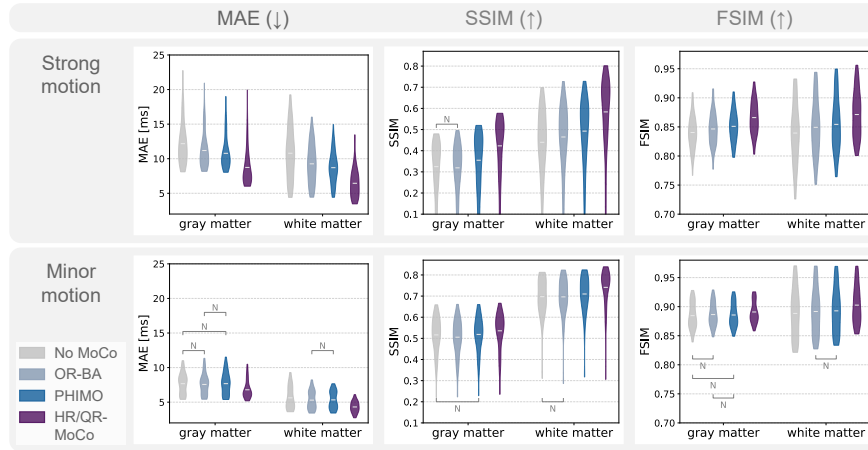 MAE (↓)
SSIM (↑)
FSIM (↑)
Strong
motion
MAE [ms]
25
20
15
10
5
gray matter
white matter
SSIM
0.8
0.7
0.6
0.5
0.4
0.3
0.2
0.1
N
gray matter
white matter
FSIM
0.95
0.90
0.85
0.80
0.75
0.70
gray matter
white matter
Minor
motion
No MoCo
OR-BA
PHIMO
HR/QR-
MoCo
MAE [ms]
25
20
15
10
5
N
N
N
N
gray matter
white matter
SSIM
0.8
0.7
0.6
0.5
0.4
0.3
0.2
0.1
N
N
gray matter
white matter
FSIM
0.95
0.90
0.85
0.80
0.75
0.70
N
N
N
N
gray matter
white matter